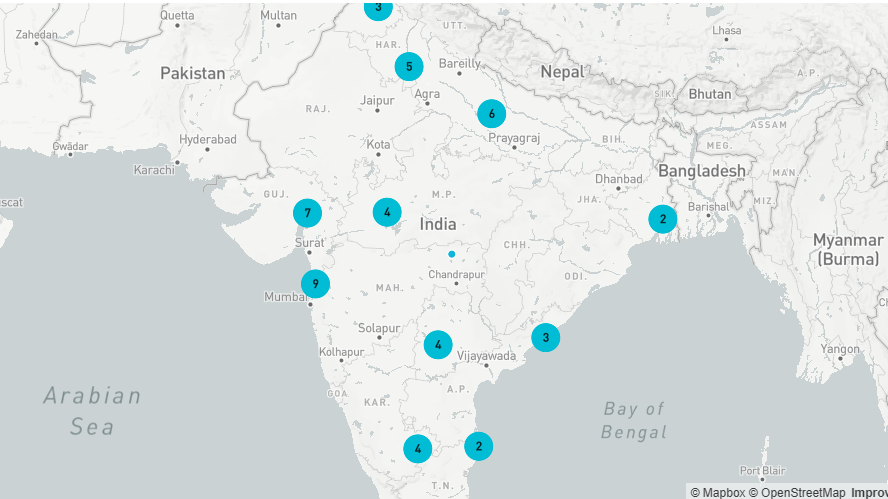 3
Quetta
Multan
UTT.
Lhasa
Zahedan
HAR.
5
Bareilly
Pakistan
Nepal
A.P.
SIK.
Bhutan
Agra
Jaipur
RAJ.
6
ASSAM
Hyderabad
Prayagraj
BIH.
Gwādar
Kota
MEG.
Karachi
Bangladesh
MAN.
Dhanbad
GUJ.
M.P.
JHA.
MIZ.
scat
7
4
2
Barishal
India
Surat
CHH.
Myanmar
(Burma)
Chandrapur
ODI.
9
MAH.
Mumbai
Solapur
4
3
Kolhapur
Vijayawada
Yangon
Arabian
Sea
GOA
A.P.
KAR.
Bay of
Bengal
4
2
Port Blair
T.N.
© Mapbox © OpenStreetMap Improv